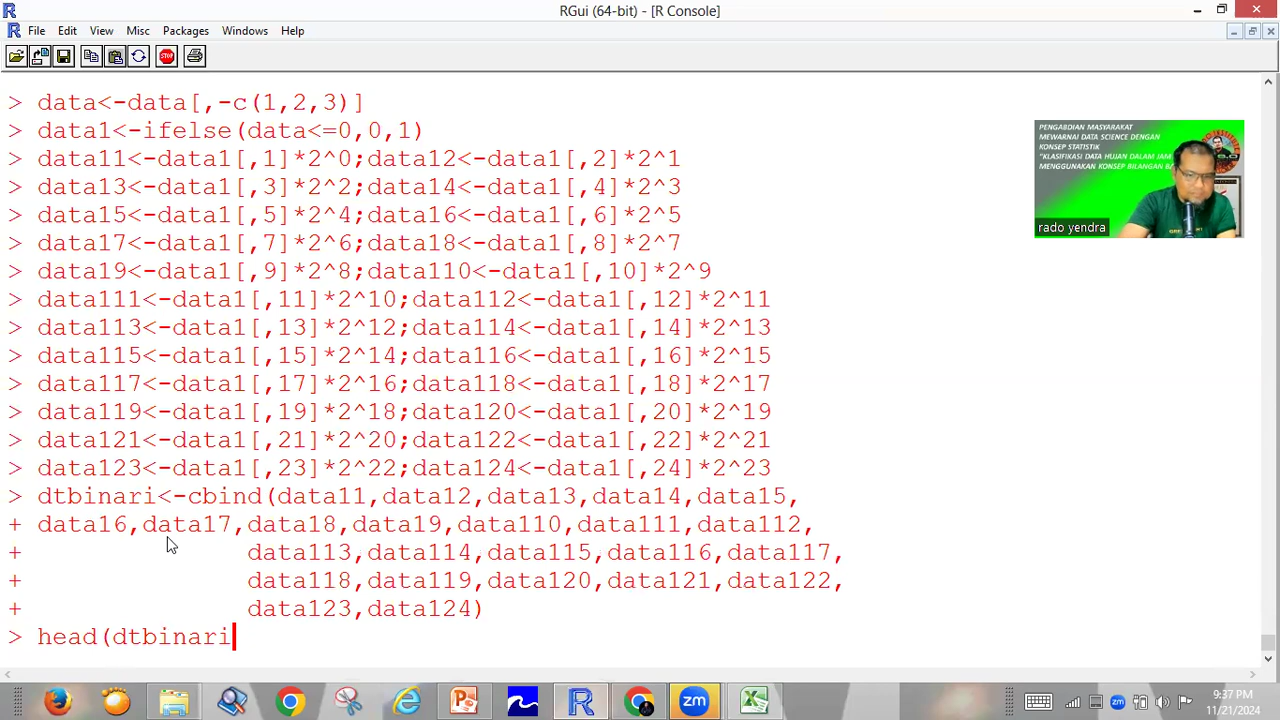 RGui (64-bit) - [R Console]
File Edit View Misc Packages Windows Help
STOP
> data<-data[,-c(1,2,3)]
> data1<-ifelse(data<=0,0,1)
> data11<-data1[,1]*2^0;data12<-data1[,2]*2^1
> data13<-data1[,3]*2^2;data14<-data1[,4]*2^3
> data15<-data1[,5]*2^4;data16<-data1[,6]*2^5
> data17<-data1[,7]*2^6;data18<-data1[,8]*2^7
> data19<-data1[,9]*2^8;data110<-data1[,10]*2^9
> data111<-data1[,11]*2^10;data112<-data1[,12]*2^11
> data113<-data1[,13]*2^12;data114<-data1[,14]*2^13
> data115<-data1[,15]*2^14;data116<-data1[,16]*2^15
> data117<-data1[,17]*2^16;data118<-data1[,18]*2^17
> data119<-data1[,19]*2^18;data120<-data1[,20]*2^19
> data121<-data1[,21]*2^20;data122<-data1[,22]*2^21
> data123<-data1[,23]*2^22;data124<-data1[,24]*2^23
> dtbinari<-cbind(data11,data12,data13,data14,data15,
+ data16,data17,data18,data19,data110,data111,data112,
+ data113,data114,data115,data116,data117,
+ data118,data119,data120,data121,data122,
+ data123,data124)
> head(dtbinari
PENGABDIAN MASYARAKAT
MEWARNAI DATA SCIENCE DENGAN
KONSEP STATISTIK
"KLASIFIKASI DATA HUJAN DALAM JAM
MENGGUNAKAN KONSEP BILANGAN
rado yendra
zm
9:37 PM
11/21/2024